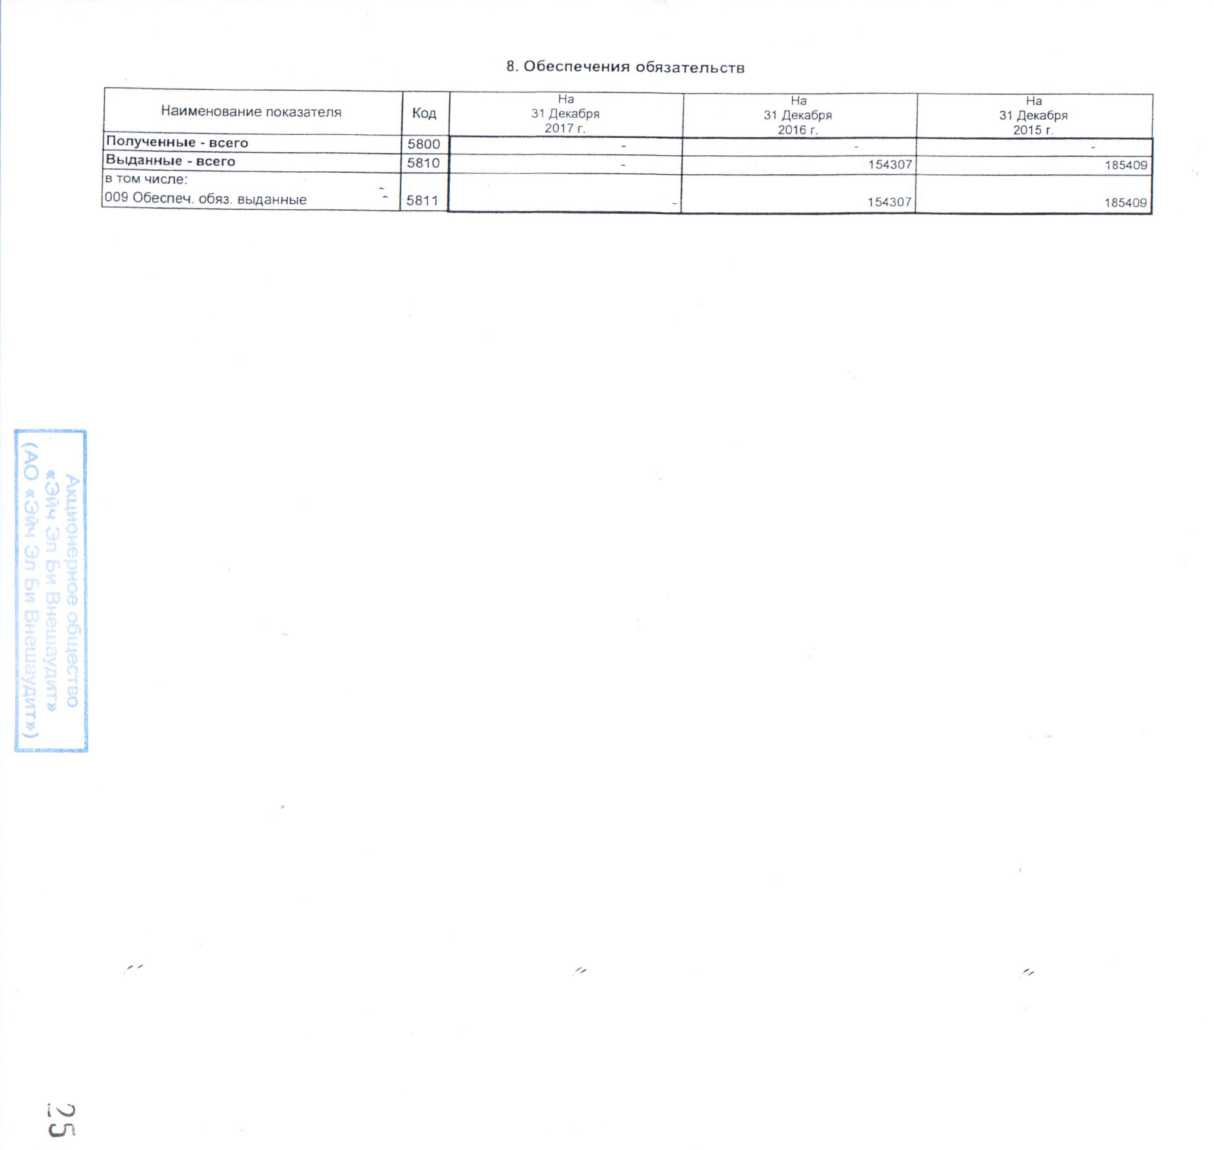 8. Обеспечения обязательств
Наименование показателя
Код
На
31 Декабря
2017 г.
На
31 Декабря
2016 г.
На
31 Декабря
2015 г.
Полученные - всего 5800 - - -
Выданные - всего 5810 - 154307 185409
в том числе:
009 Обеспеч. обяз. выданные 5811 - 154307 185409
Акционерное общество
«Эйч Эл Би Внешаудит»
(АО «Эйч Эл Би Внешаудит»)
25